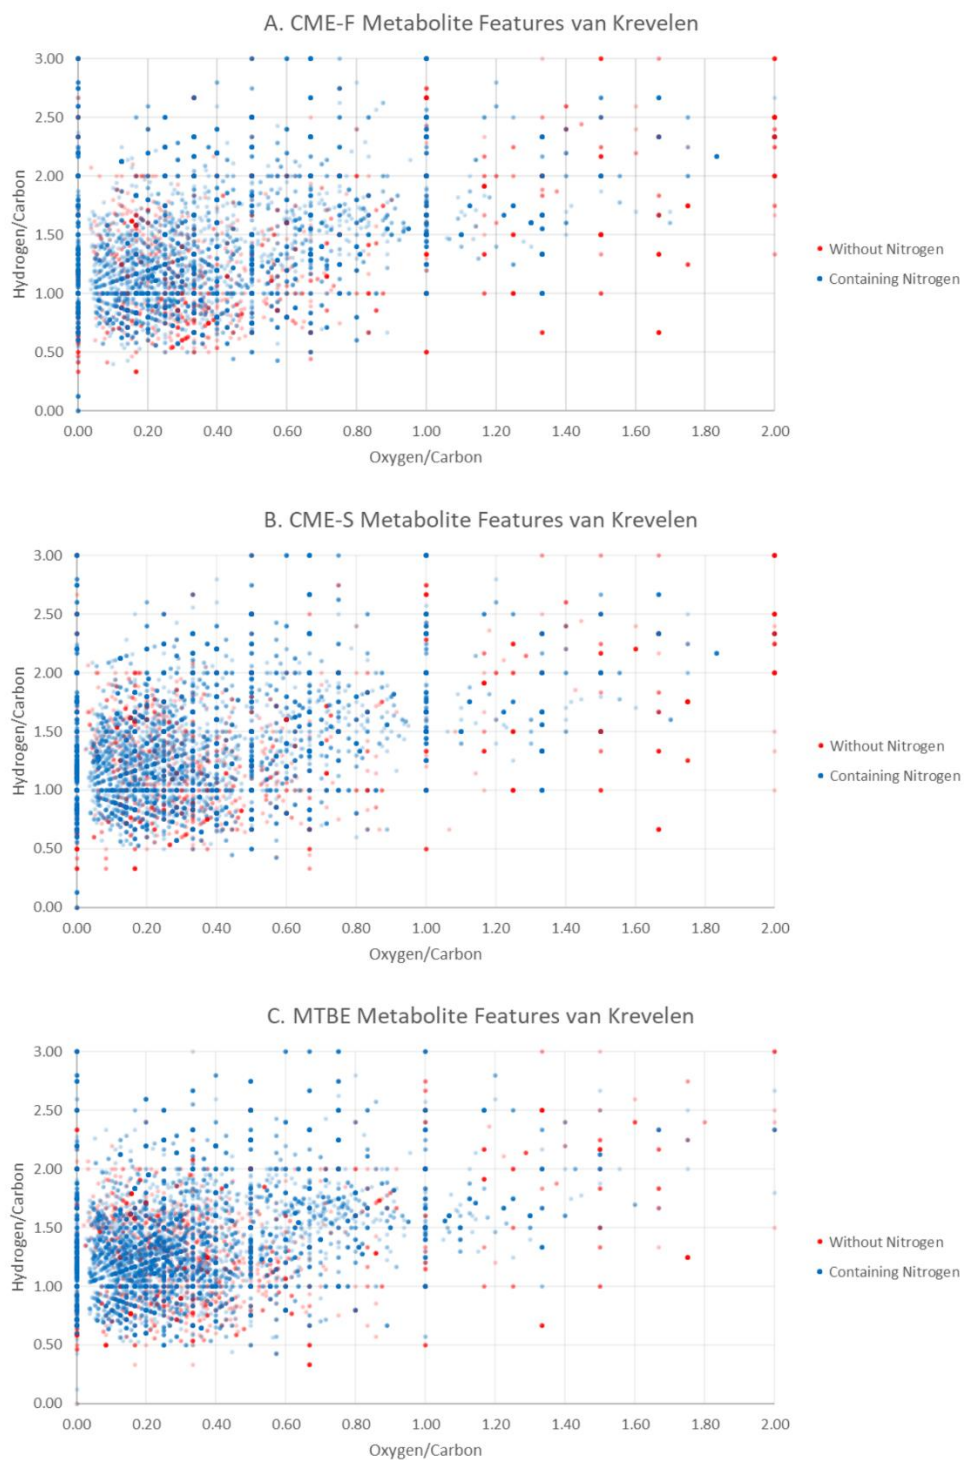 A. CME-F Metabolite Features van Krevelen
3.00
2.50
2.00
1.50
1.00
0.50
0.00
Hydrogen/Carbon
0.00 0.20 0.40 0.60 0.80 1.00 1.20 1.40 1.60 1.80 2.00
Oxygen/Carbon
Without Nitrogen
Containing Nitrogen
B. CME-S Metabolite Features van Krevelen
3.00
2.50
2.00
1.50
1.00
0.50
0.00
Hydrogen/Carbon
0.00 0.20 0.40 0.60 0.80 1.00 1.20 1.40 1.60 1.80 2.00
Oxygen/Carbon
Without Nitrogen
Containing Nitrogen
C. MTBE Metabolite Features van Krevelen
3.00
2.50
2.00
1.50
1.00
0.50
0.00
Hydrogen/Carbon
0.00 0.20 0.40 0.60 0.80 1.00 1.20 1.40 1.60 1.80 2.00
Oxygen/Carbon
Without Nitrogen
Containing Nitrogen